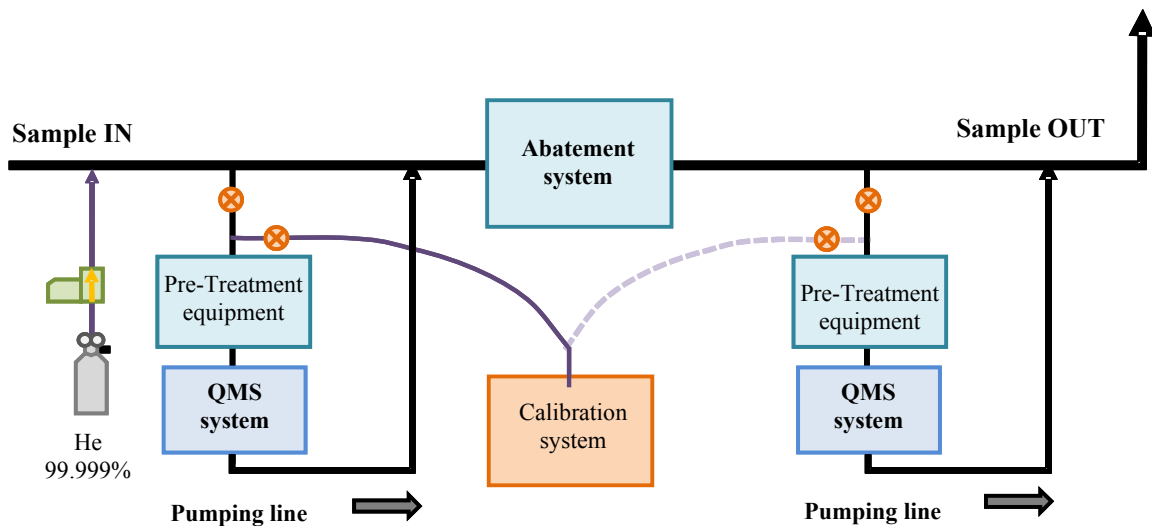 Sample IN
Sample OUT
Abatement
system
Pre-Treatment
equipment
Pre-Treatment
equipment
QMS
system
QMS
system
Calibration
system
He
99.999%
Pumping line
Pumping line